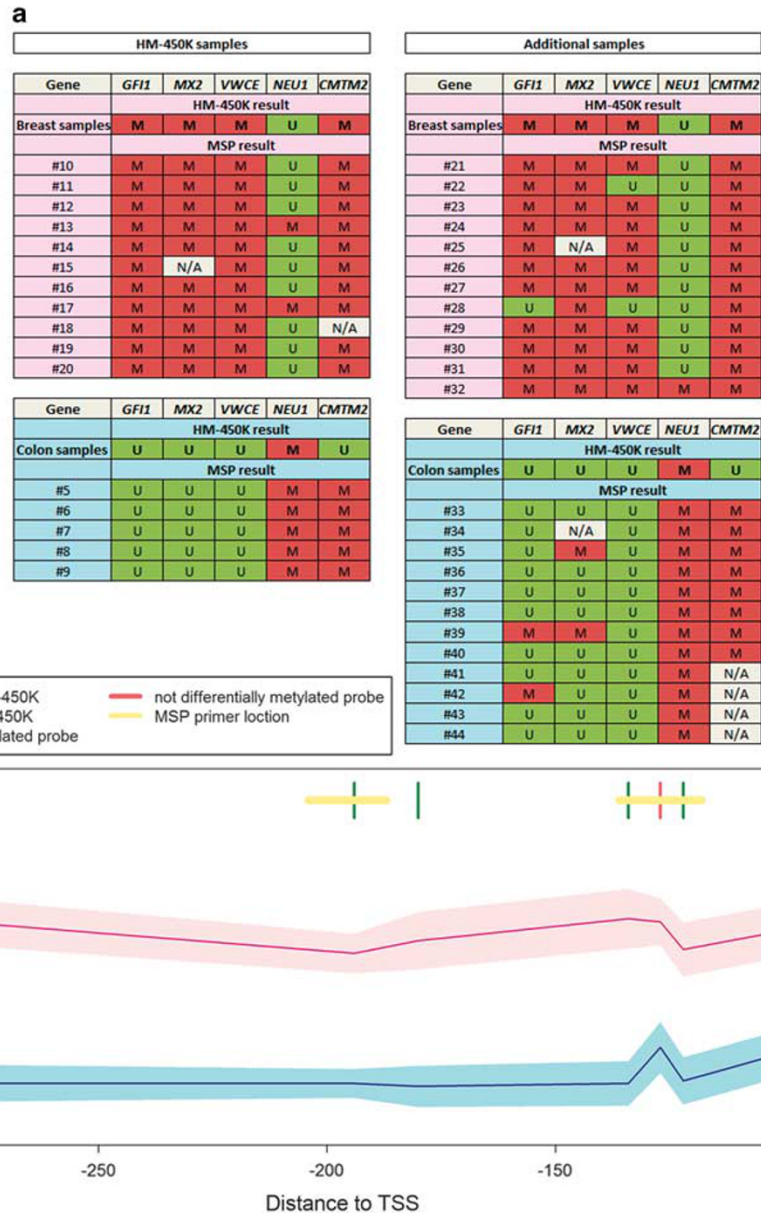 a
HM-450K samples
Gene GFI1 MX2 VWCE NEU1 CMTM2
HM-450K result
Breast samples M M M U M
MSP result
#10 M M M U M
#11 M M M U M
#12 M M M U M
#13 M M M M M
#14 M M M U M
#15 M N/A M U M
#16 M M M U M
#17 M M M M M
#18 M M M U N/A
#19 M M M U M
#20 M M M U M
Gene GFI1 MX2 VWCE NEU1 CMTM2
HM-450K result
Colon samples U U U M U
MSP result
#5 U U U M M
#6 U U U M M
#7 U U U M M
#8 U U U M M
#9 U U U M M
Additional samples
Gene GFI1 MX2 VWCE NEU1 CMTM2
HM-450K result
Breast samples M M M U M
MSP result
#21 M M M U M
#22 M M U U M
#23 M M M U M
#24 M M M U M
#25 M N/A M U M
#26 M M M U M
#27 M M M U M
#28 U M U U M
#29 M M M U M
#30 M M M U M
#31 M M M U M
#32 M M M M M
Gene GFI1 MX2 VWCE NEU1 CMTM2
HM-450K result
Colon samples U U U M U
MSP result
#33 U U U M M
#34 U N/A U M M
#35 U M U M M
#36 U U U M M
#37 U U U M M
#38 U U U M M
#39 M M U M M
#40 U U U M M
#41 U U U M N/A
#42 M U U M N/A
#43 U U U M N/A
#44 U U U M N/A
-450K not differentially metylated probe
450K MSP primer loction
lated probe
-250 -200 -150
Distance to TSS